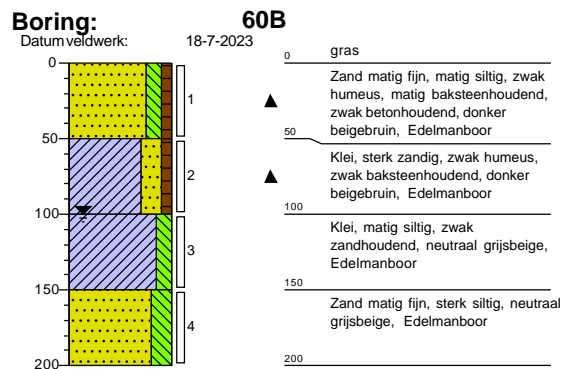 Boring: 60B
Datum veldwerk: 18-7-2023
0
50
100
150
200
1
2
3
4
0 gras
Zand matig fijn, matig siltig, zwak
humeus, matig baksteenhoudend,
zwak betonhoudend, donker
beigebruin, Edelmanboor
50
Klei, sterk zandig, zwak humeus,
zwak baksteenhoudend, donker
beigebruin, Edelmanboor
100
Klei, matig siltig, zwak
zandhoudend, neutraal grijsbeige,
Edelmanboor
150
Zand matig fijn, sterk siltig, neutraal
grijsbeige, Edelmanboor
200